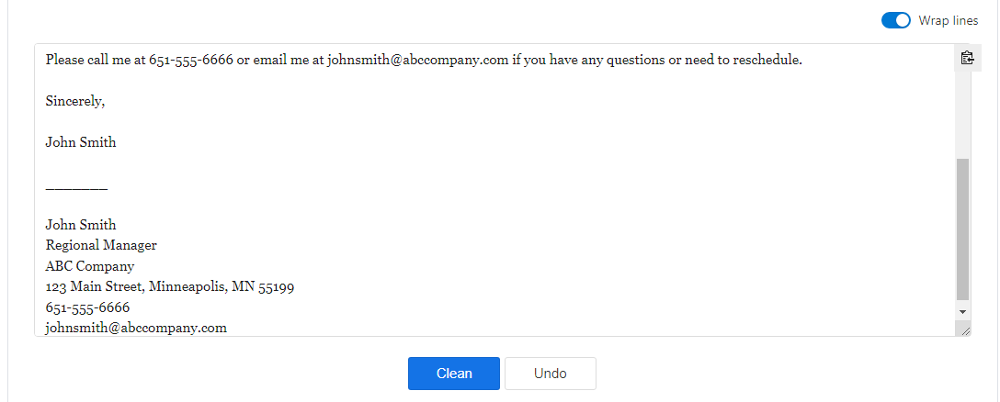 Wrap lines
Please call me at 651-555-6666 or email me at johnsmith@abccompany.com if you have any questions or need to reschedule.
Sincerely,
John Smith
_______
John Smith
Regional Manager
ABC Company
123 Main Street, Minneapolis, MN 55199
651-555-6666
johnsmith@abccompany.com
Clean Undo